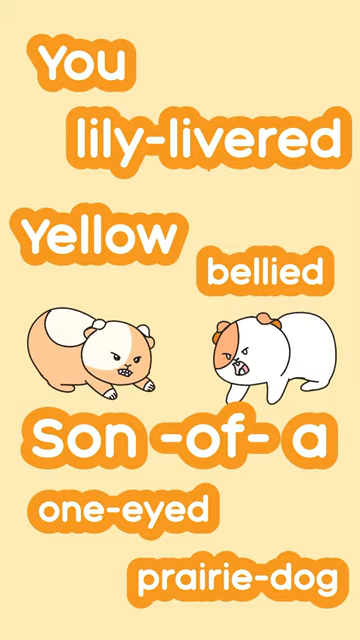 You
lily-livered
Yellow
bellied
Son -of- a
one-eyed
prairie-dog